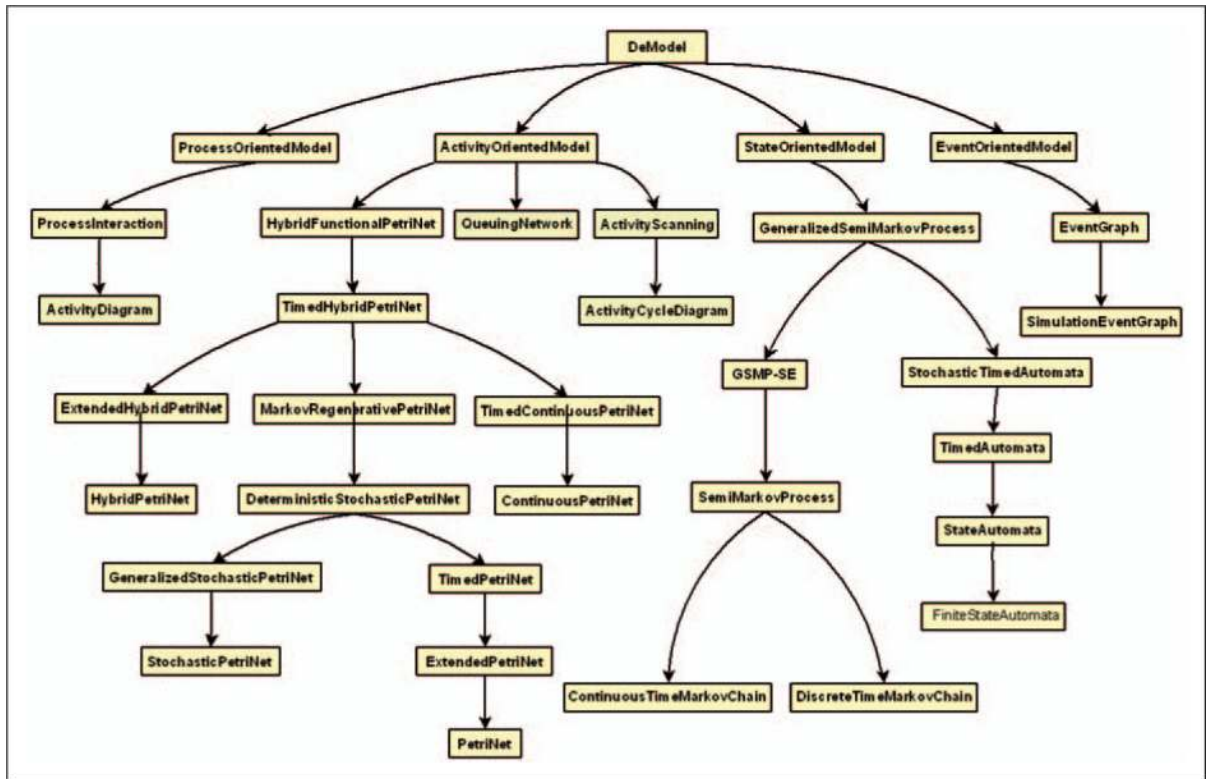 DeModel
ProcessOrientedModel
ActivityOrientedModel
StateOrientedModel
EventOrientedModel
ProcessInteraction
HybridFunctionalPetriNet
QueuingNetwork
ActivityScanning
GeneralizedSemiMarkovProcess
EventGraph
ActivityDiagram
TimedHybridPetriNet
ActivityCycleDiagram
SimulationEventGraph
GSMP-SE
StochasticTimedAutomata
ExtendedHybridPetriNet
MarkovRegenerativePetriNet
TimedContinuousPetriNet
TimedAutomata
HybridPetriNet
DeterministicStochasticPetriNet
ContinuousPetriNet
SemiMarkovProcess
StateAutomata
GeneralizedStochasticPetriNet
TimedPetriNet
FiniteStateAutomata
StochasticPetriNet
ExtendedPetriNet
ContinuousTimeMarkovChain
DiscreteTimeMarkovChain
PetriNet